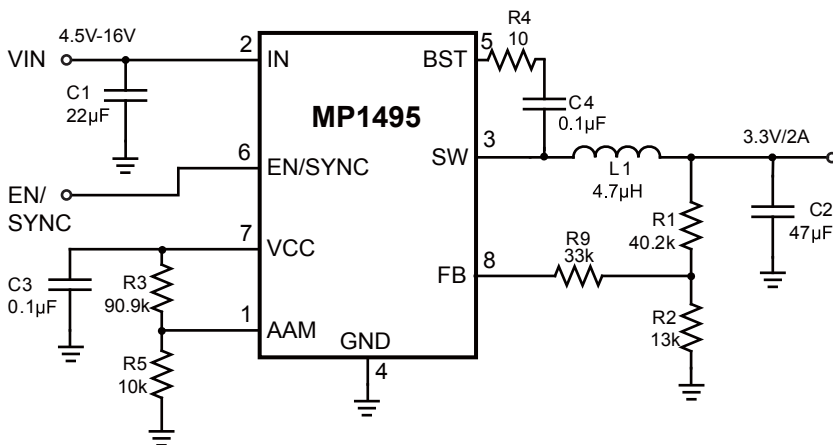 4.5V-16V
VIN
C1
22µF
2
IN
MP1495
BST
5
R4
10
C4
0.1µF
6
EN/SYNC
EN/
SYNC
SW
3
L1
4.7µH
3.3V/2A
C2
47µF
R1
40.2k
7
VCC
C3
0.1µF
R3
90.9k
FB
8
R9
33k
1
AAM
R5
10k
GND
4
R2
13k